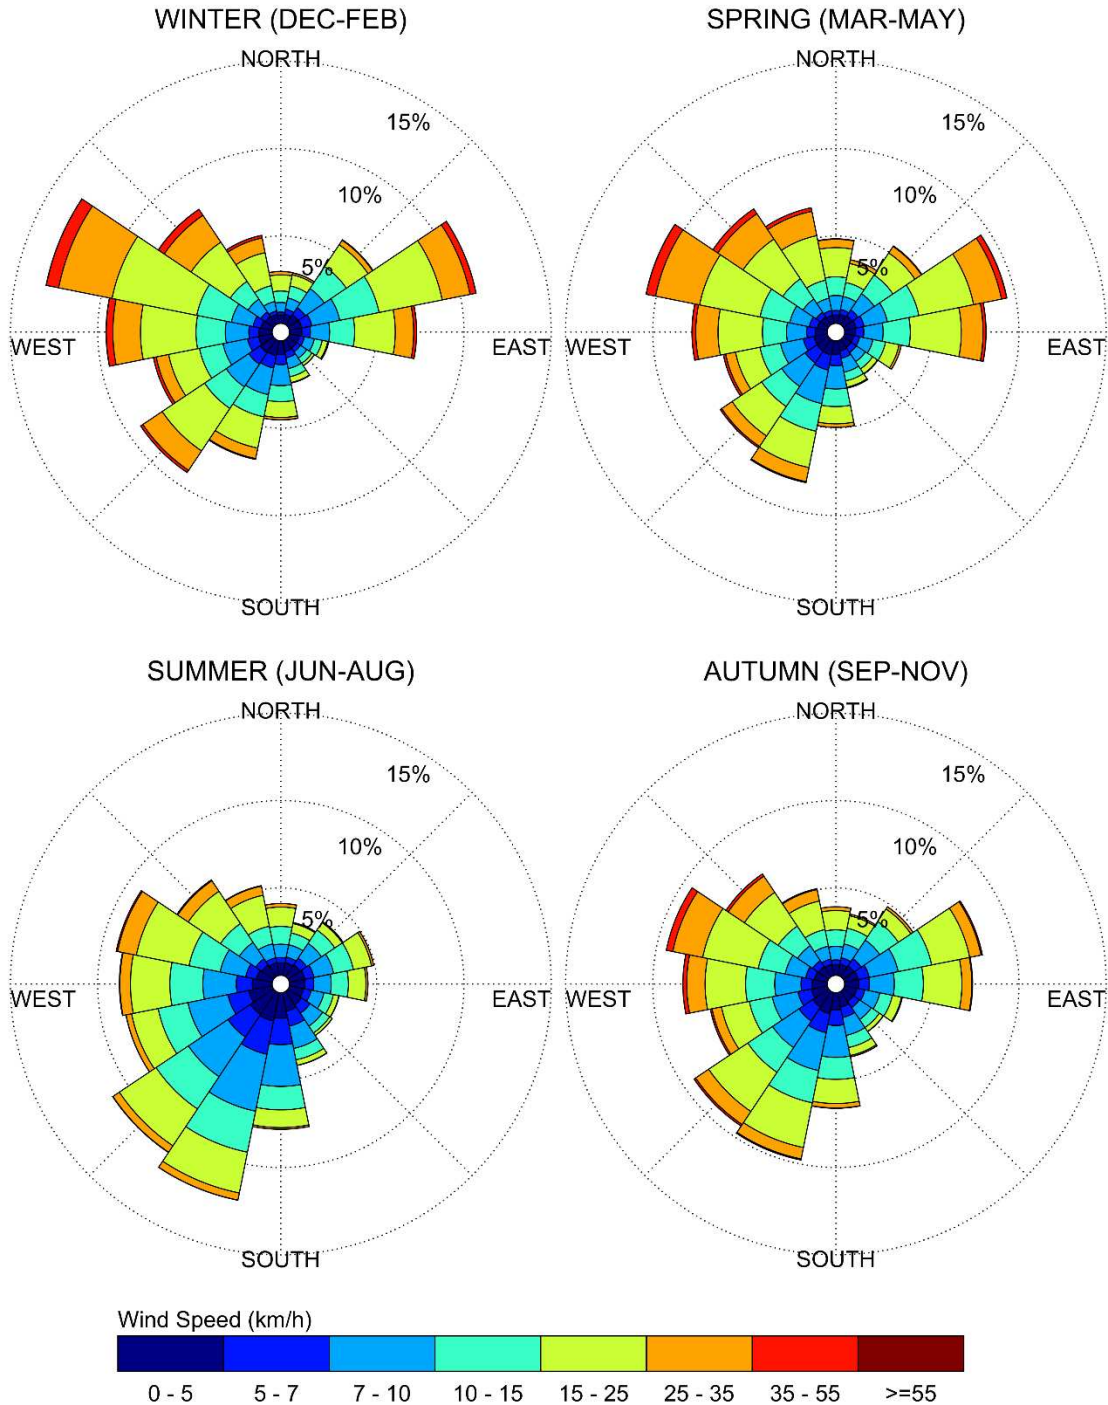 WINTER (DEC-FEB)
NORTH
15%
10%
5%
WEST
EAST
SOUTH
SPRING (MAR-MAY)
NORTH
15%
10%
5%
WEST
EAST
SOUTH
SUMMER (JUN-AUG)
NORTH
15%
10%
5%
WEST
EAST
SOUTH
AUTUMN (SEP-NOV)
NORTH
15%
10%
5%
WEST
EAST
SOUTH
Wind Speed (km/h)
0 - 5 5 - 7 7 - 10 10 - 15 15 - 25 25 - 35 35 - 55 >=55